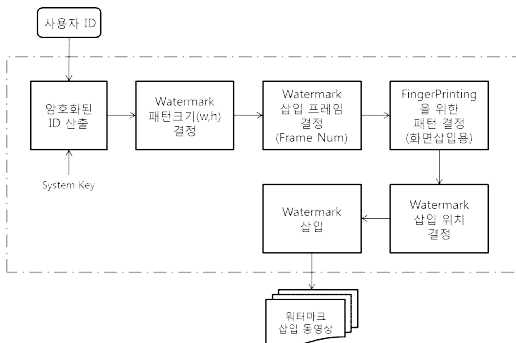 사용자 ID
암호화된
ID 산출
System Key
Watermark
패턴크기(w,h)
결정
Watermark
삽입 프레임
결정
(Frame Num)
FingerPrinting
을 위한
패턴 결정
(화면삽입용)
Watermark
삽입 위치
결정
Watermark
삽입
워터마크
삽입 동영상